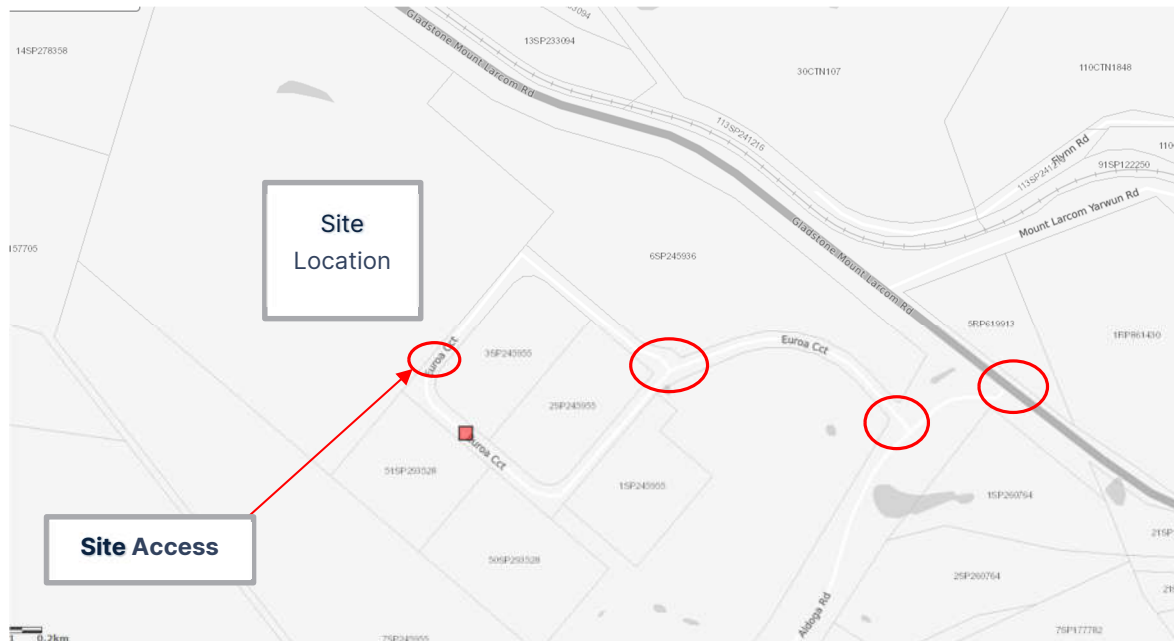 14SP278358
13SP233094
30CTN107
110CTN1848
Gladstone Mount Larcom Rd
113SP241216
Flynn Rd
91SP122250
Mount Larcom Yarwun Rd
Site
Location
157705
6SP245936
Gladstone Mount Larcom Rd
5RP619913
1RP861430
Euroa Cct
Euroa Cct
3SP245955
2SP245955
Euroa Cct
51SP293528
1SP245955
1SP260764
Site Access
50SP293528
2SP260764
Aldoga Rd
7SP245955
7SP177782
0.2km